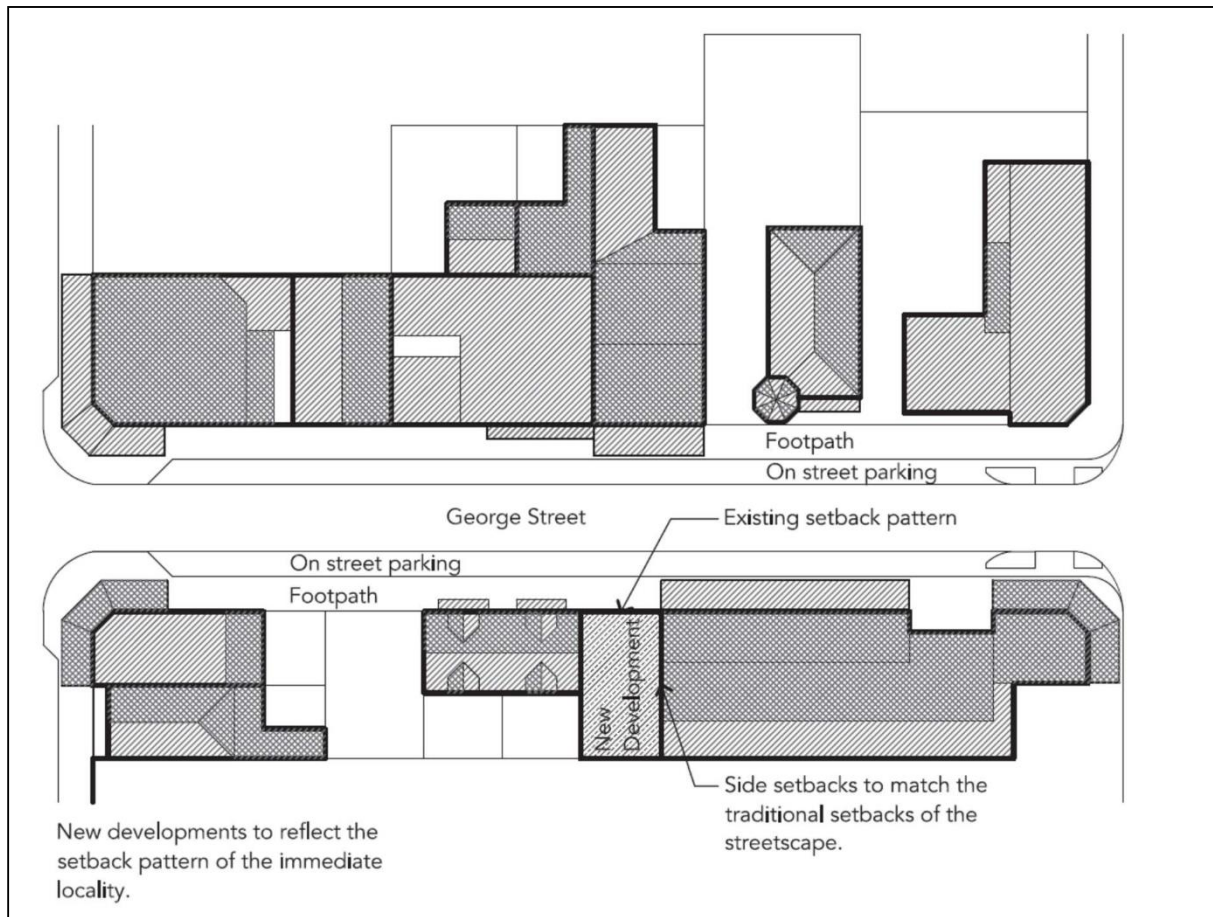 Footpath
On street parking
George Street
Existing setback pattern
On street parking
Footpath
New
Development
Side setbacks to match the
traditional setbacks of the
streetscape.
New developments to reflect the
setback pattern of the immediate
locality.